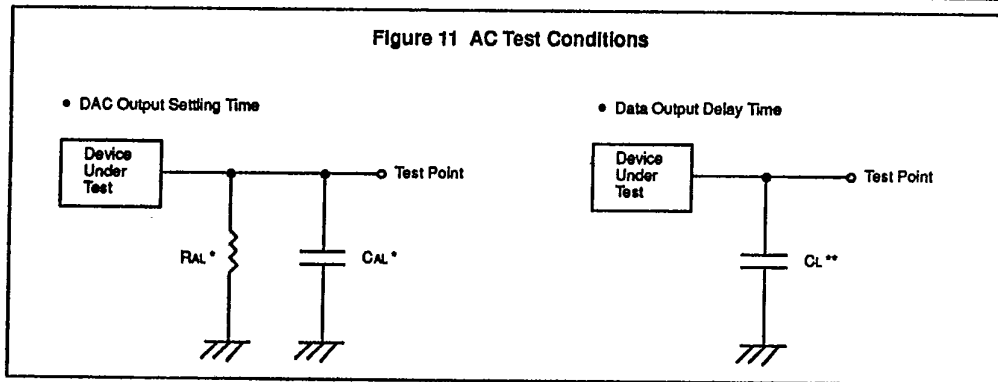 Figure 11 AC Test Conditions
• DAC Output Settling Time
Device
Under
Test
Test Point
RAL *
CAL *
• Data Output Delay Time
Device
Under
Test
Test Point
CL **